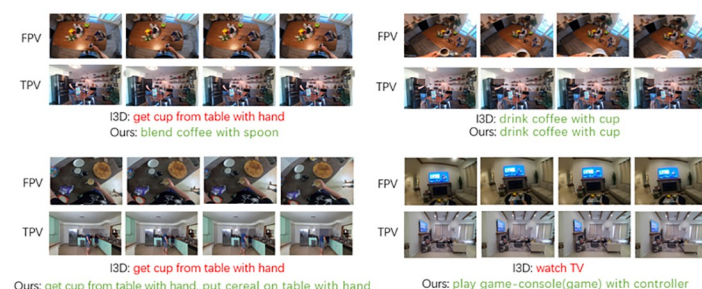 FPV
TPV
I3D: get cup from table with hand
Ours: blend coffee with spoon
FPV
TPV
I3D: drink coffee with cup
Ours: drink coffee with cup
FPV
TPV
I3D: get cup from table with hand
Ours: get cup from table with hand, put cereal on table with hand
FPV
TPV
I3D: watch TV
Ours: play game-console(game) with controller